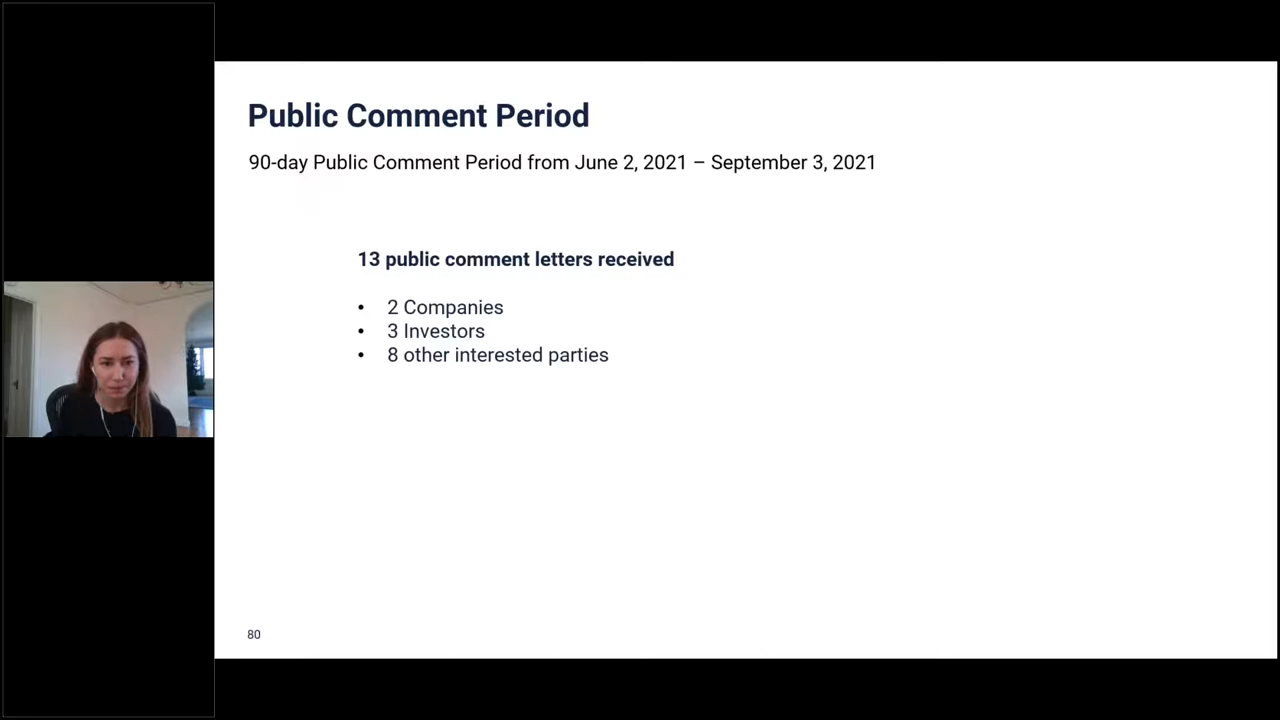 Public Comment Period
90-day Public Comment Period from June 2, 2021 – September 3, 2021
13 public comment letters received
• 2 Companies
• 3 Investors
• 8 other interested parties
80